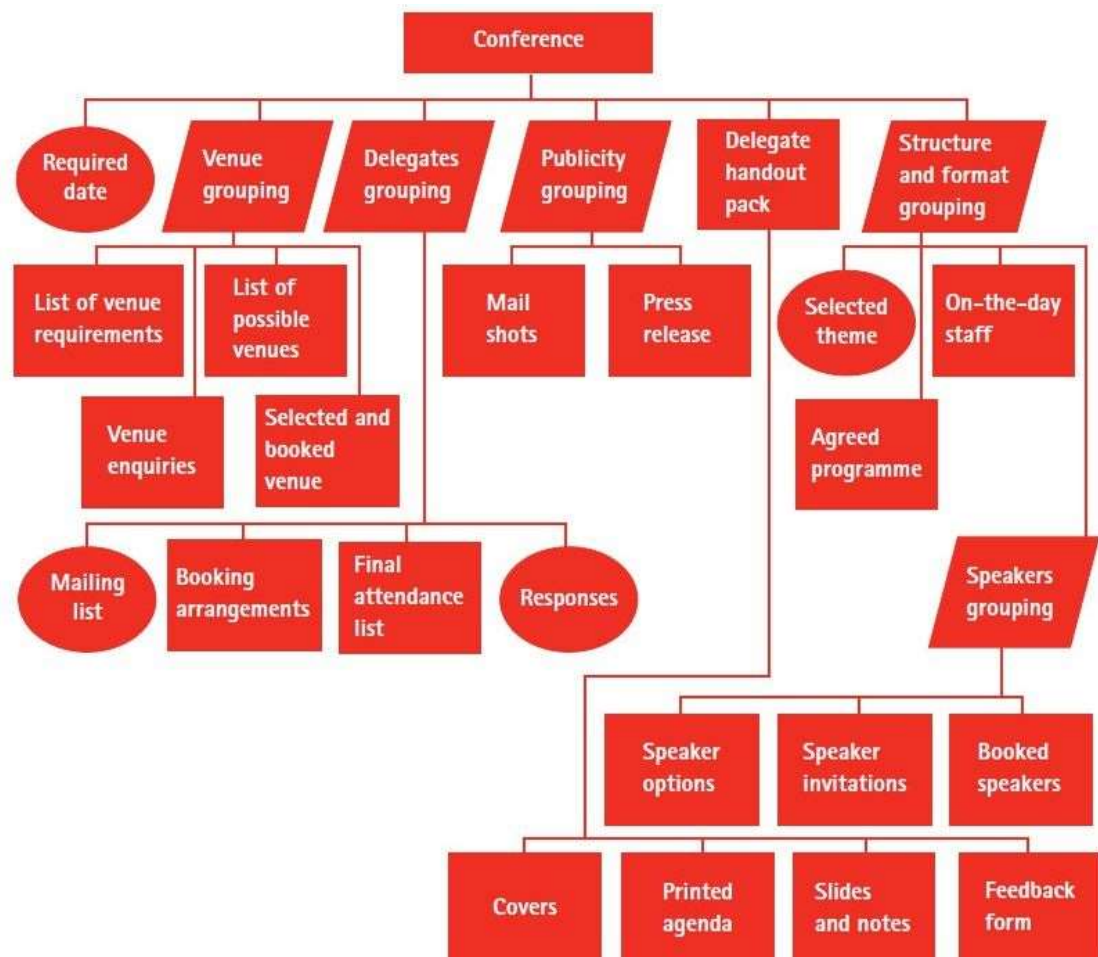 Conference
Required
date
Venue
grouping
Delegates
grouping
Publicity
grouping
Delegate
handout
pack
Structure
and format
grouping
List of venue
requirements
List of
possible
venues
Mail
shots
Press
release
Selected
theme
On-the-day
staff
Venue
enquiries
Selected and
booked
venue
Agreed
programme
Mailing
list
Booking
arrangements
Final
attendance
list
Responses
Speakers
grouping
Speaker
options
Speaker
invitations
Booked
speakers
Covers
Printed
agenda
Slides
and notes
Feedback
form